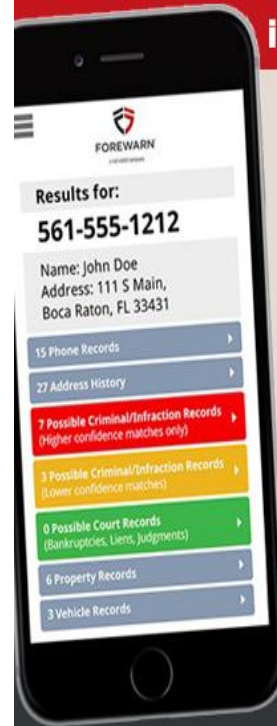 i
FOREWARN
Results for:
561-555-1212
Name: John Doe
Address: 111 S Main,
Boca Raton, FL 33431
15 Phone Records
27 Address History
7 Possible Criminal/Infraction Records
(Higher confidence matches only)
3 Possible Criminal/Infraction Records
(Lower confidence matches)
0 Possible Court Records
(Bankruptcies, Liens, Judgments)
6 Property Records
3 Vehicle Records